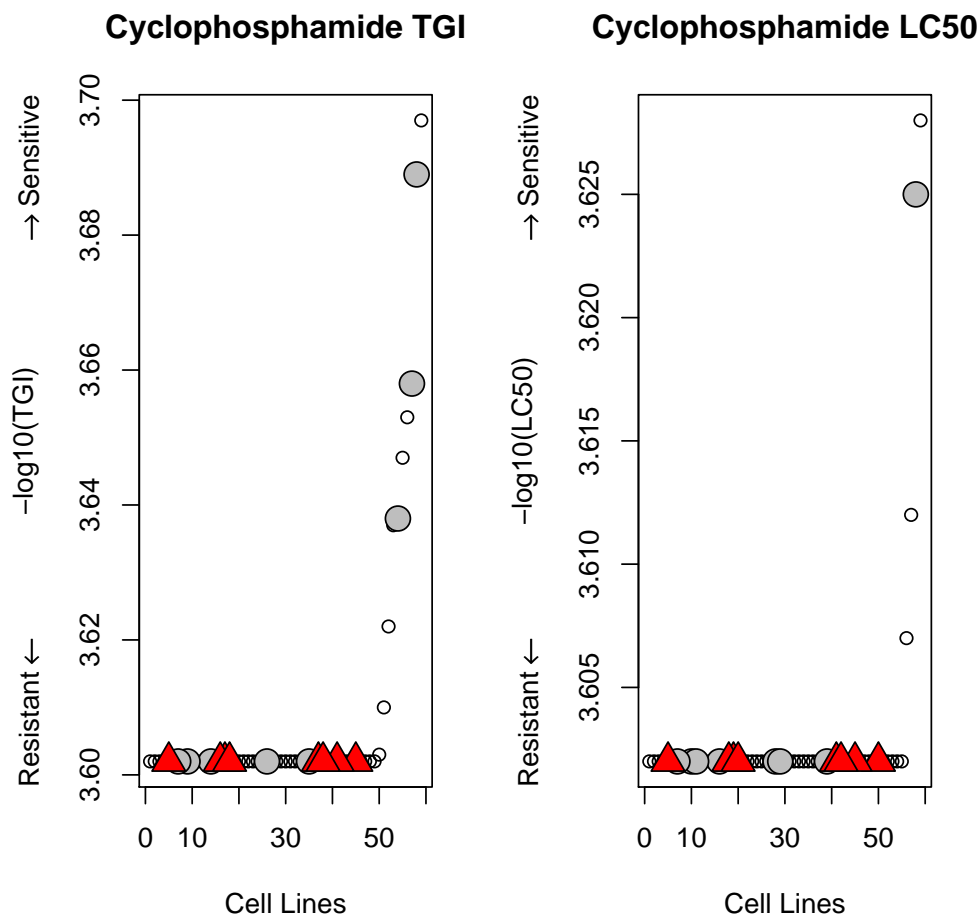 Cyclophosphamide TGI
Resistant ← −log10(TGI) → Sensitive
3.70
3.68
3.66
3.64
3.62
3.60
0 10 30 50
Cell Lines
Cyclophosphamide LC50
Resistant ← −log10(LC50) → Sensitive
3.625
3.620
3.615
3.610
3.605
0 10 30 50
Cell Lines